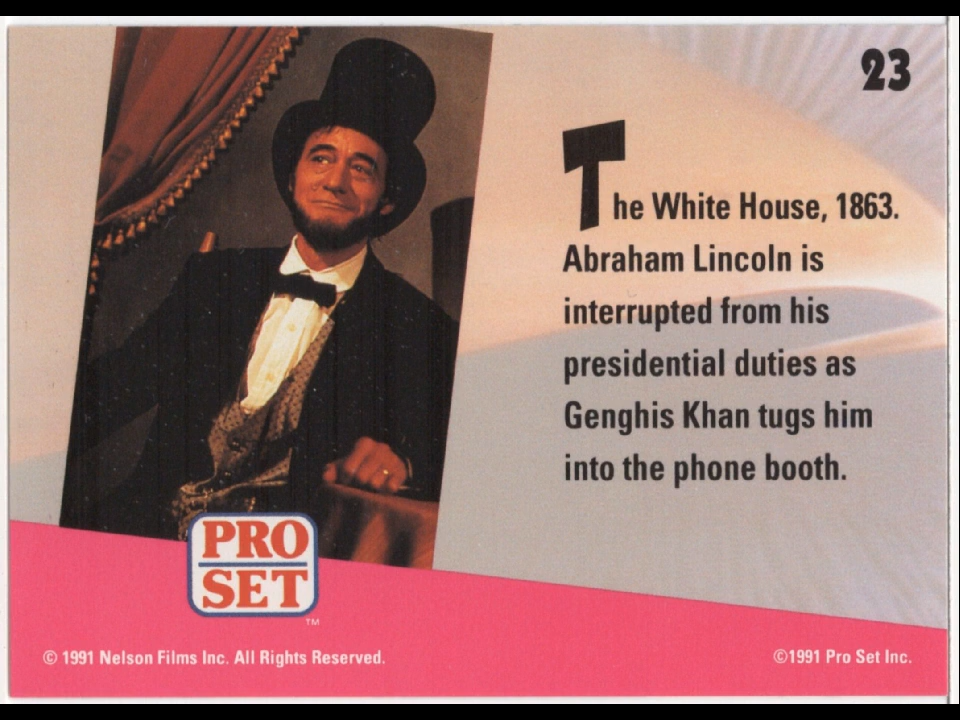 23
The White House, 1863.
Abraham Lincoln is
interrupted from his
presidential duties as
Genghis Khan tugs him
into the phone booth.
PRO
SET
TM
© 1991 Nelson Films Inc. All Rights Reserved.
©1991 Pro Set Inc.